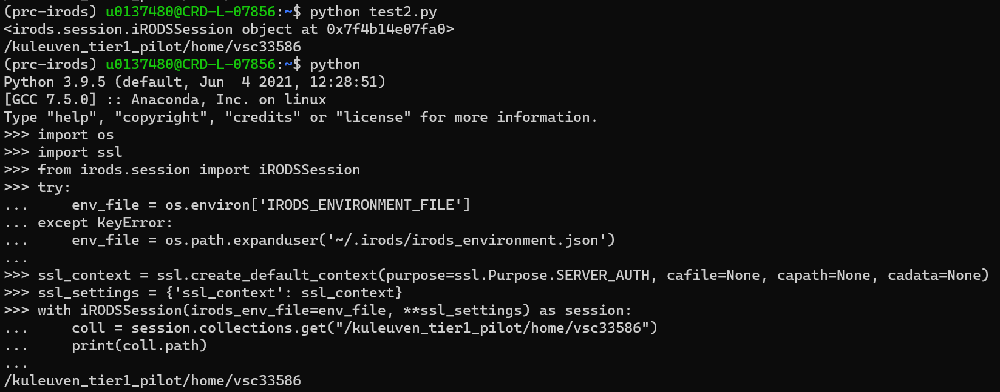 (prc-irods) u0137480@CRD-L-07856:~$ python test2.py
<irods.session.iRODSSession object at 0x7f4b14e07fa0>
/kuleuven_tier1_pilot/home/vsc33586
(prc-irods) u0137480@CRD-L-07856:~$ python
Python 3.9.5 (default, Jun  4 2021, 12:28:51)
[GCC 7.5.0] :: Anaconda, Inc. on linux
Type "help", "copyright", "credits" or "license" for more information.
>>> import os
>>> import ssl
>>> from irods.session import iRODSSession
>>> try:
...     env_file = os.environ['IRODS_ENVIRONMENT_FILE']
... except KeyError:
...     env_file = os.path.expanduser('~/.irods/irods_environment.json')
...
>>> ssl_context = ssl.create_default_context(purpose=ssl.Purpose.SERVER_AUTH, cafile=None, capath=None, cadata=None)
>>> ssl_settings = {'ssl_context': ssl_context}
>>> with iRODSSession(irods_env_file=env_file, **ssl_settings) as session:
...     coll = session.collections.get("/kuleuven_tier1_pilot/home/vsc33586")
...     print(coll.path)
...
/kuleuven_tier1_pilot/home/vsc33586